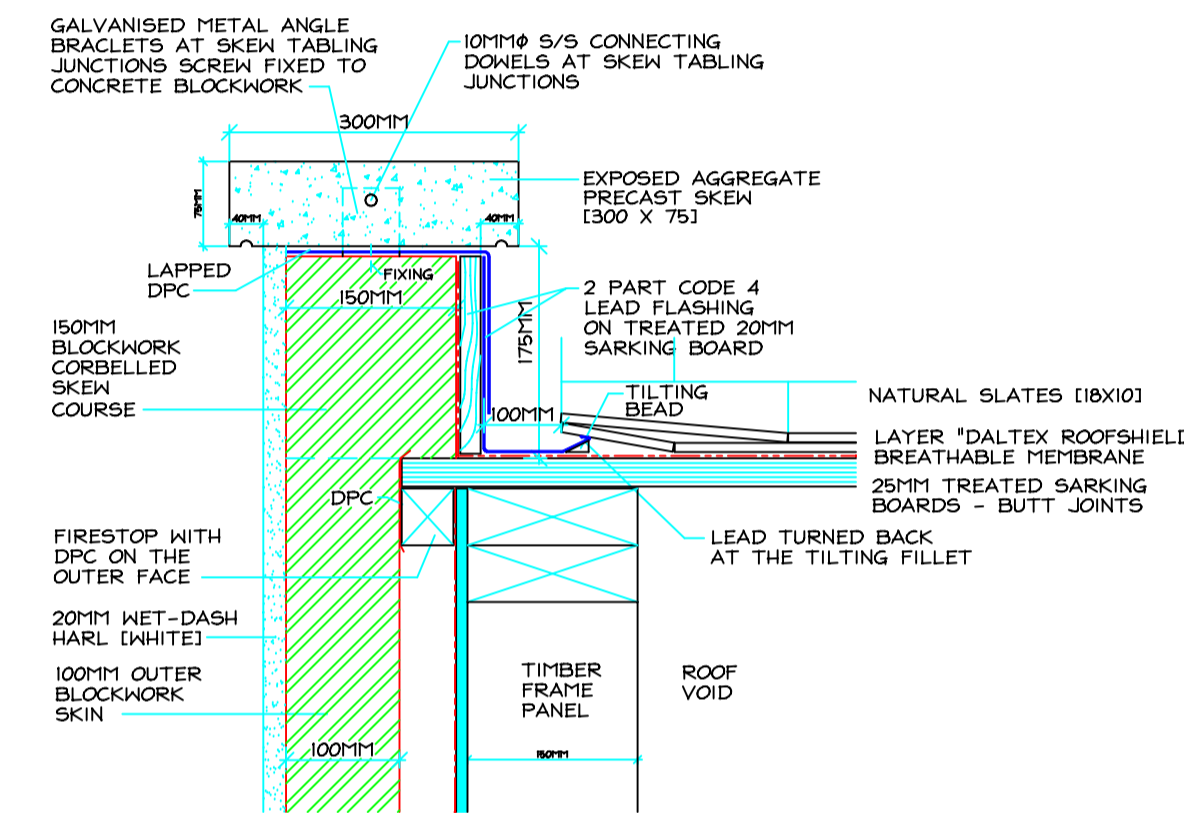 GALVANISED METAL ANGLE
BRACLETS AT SKEW TABLING
JUNCTIONS SCREW FIXED TO
CONCRETE BLOCKWORK
10MMØ S/S CONNECTING
DOWELS AT SKEW TABLING
JUNCTIONS
300MM
75MM
40MM
40MM
EXPOSED AGGREGATE
PRECAST SKEW
[300 X 75]
LAPPED
DPC
FIXING
150MM
175MM
2 PART CODE 4
LEAD FLASHING
ON TREATED 20MM
SARKING BOARD
150MM
BLOCKWORK
CORBELLED
SKEW
COURSE
TILTING
BEAD
100MM
NATURAL SLATES [18X10]
LAYER "DALTEX ROOFSHIELD
BREATHABLE MEMBRANE
25MM TREATED SARKING
BOARDS - BUTT JOINTS
DPC
LEAD TURNED BACK
AT THE TILTING FILLET
FIRESTOP WITH
DPC ON THE
OUTER FACE
20MM WET-DASH
HARL [WHITE]
100MM OUTER
BLOCKWORK
SKIN
TIMBER
FRAME
PANEL
ROOF
VOID
100MM
150MM